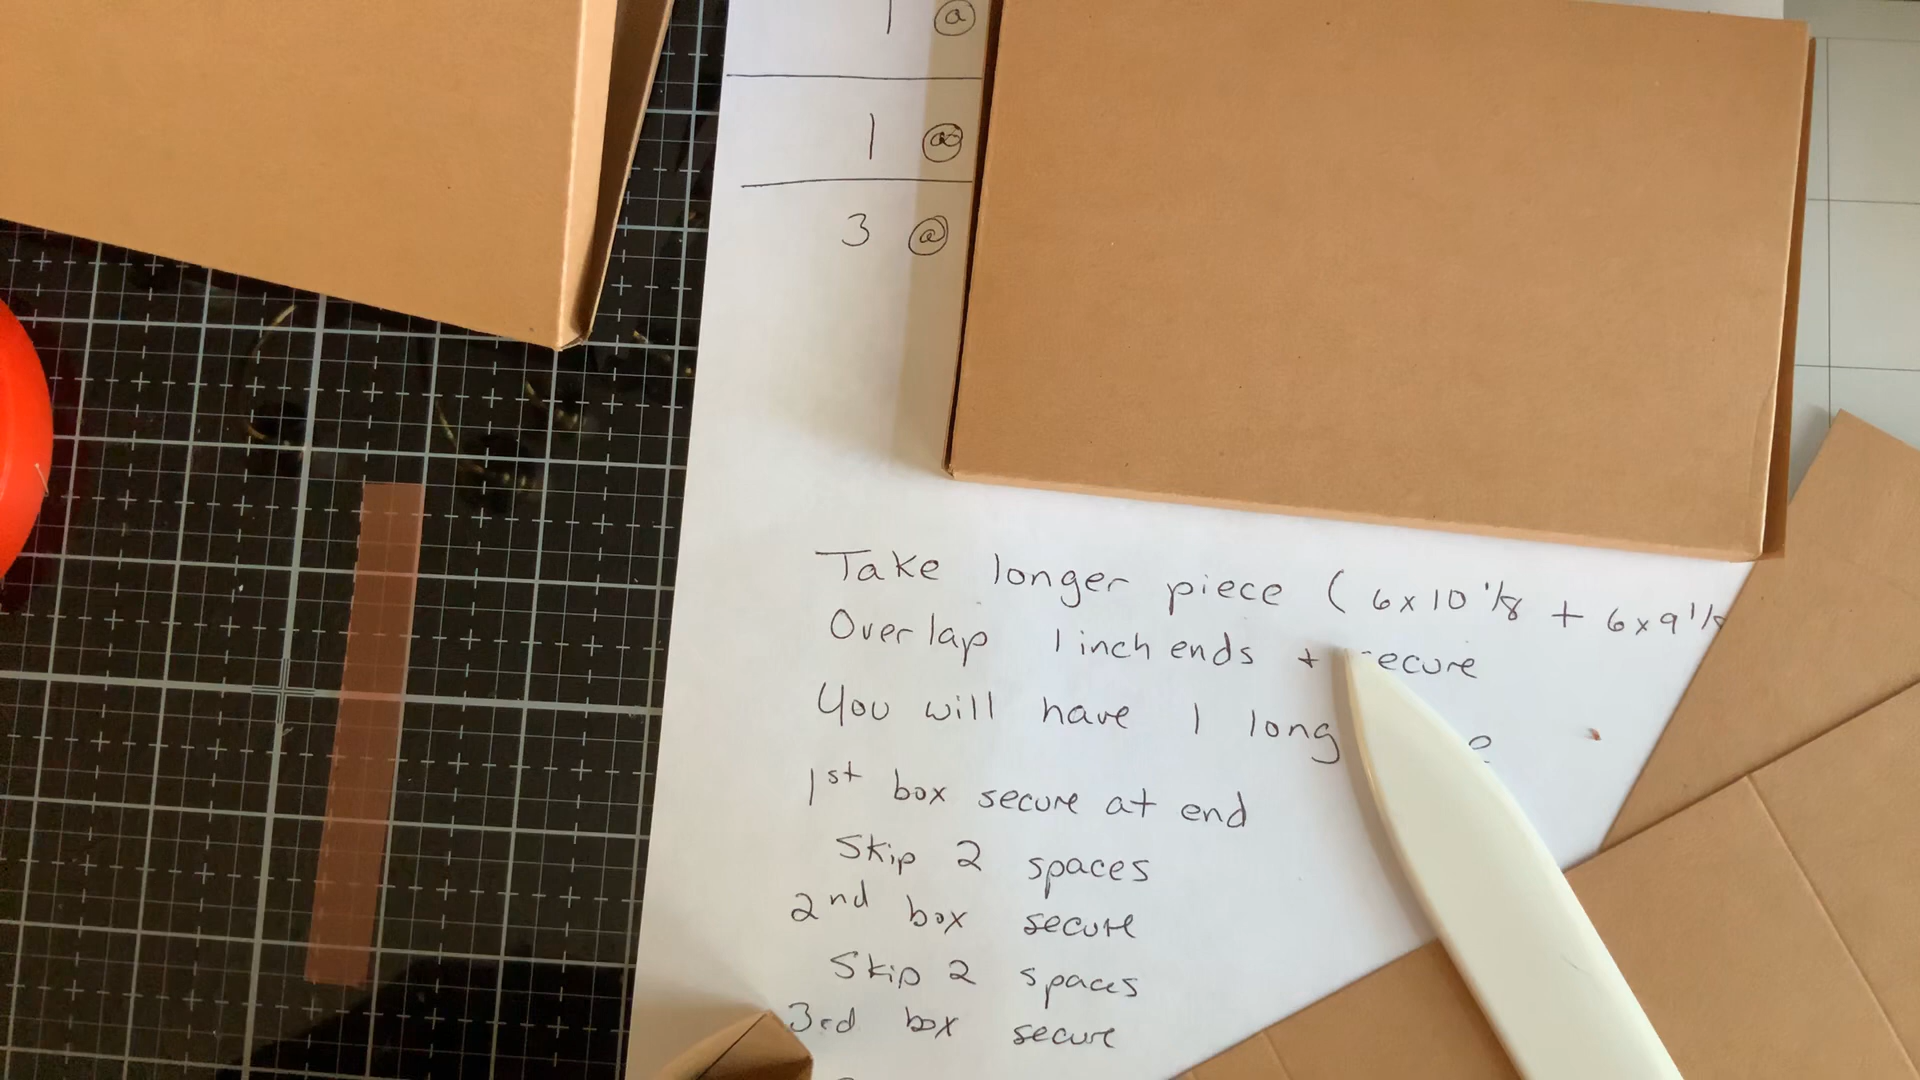 1 @
1
3 @
Take longer piece ( 6x10 1/8 + 6x9 1/8
Overlap 1 inch ends +
You will have 1 long
1st box secure at end
Skip 2 spaces
2nd box secure
Skip 2 spaces
3rd box secure